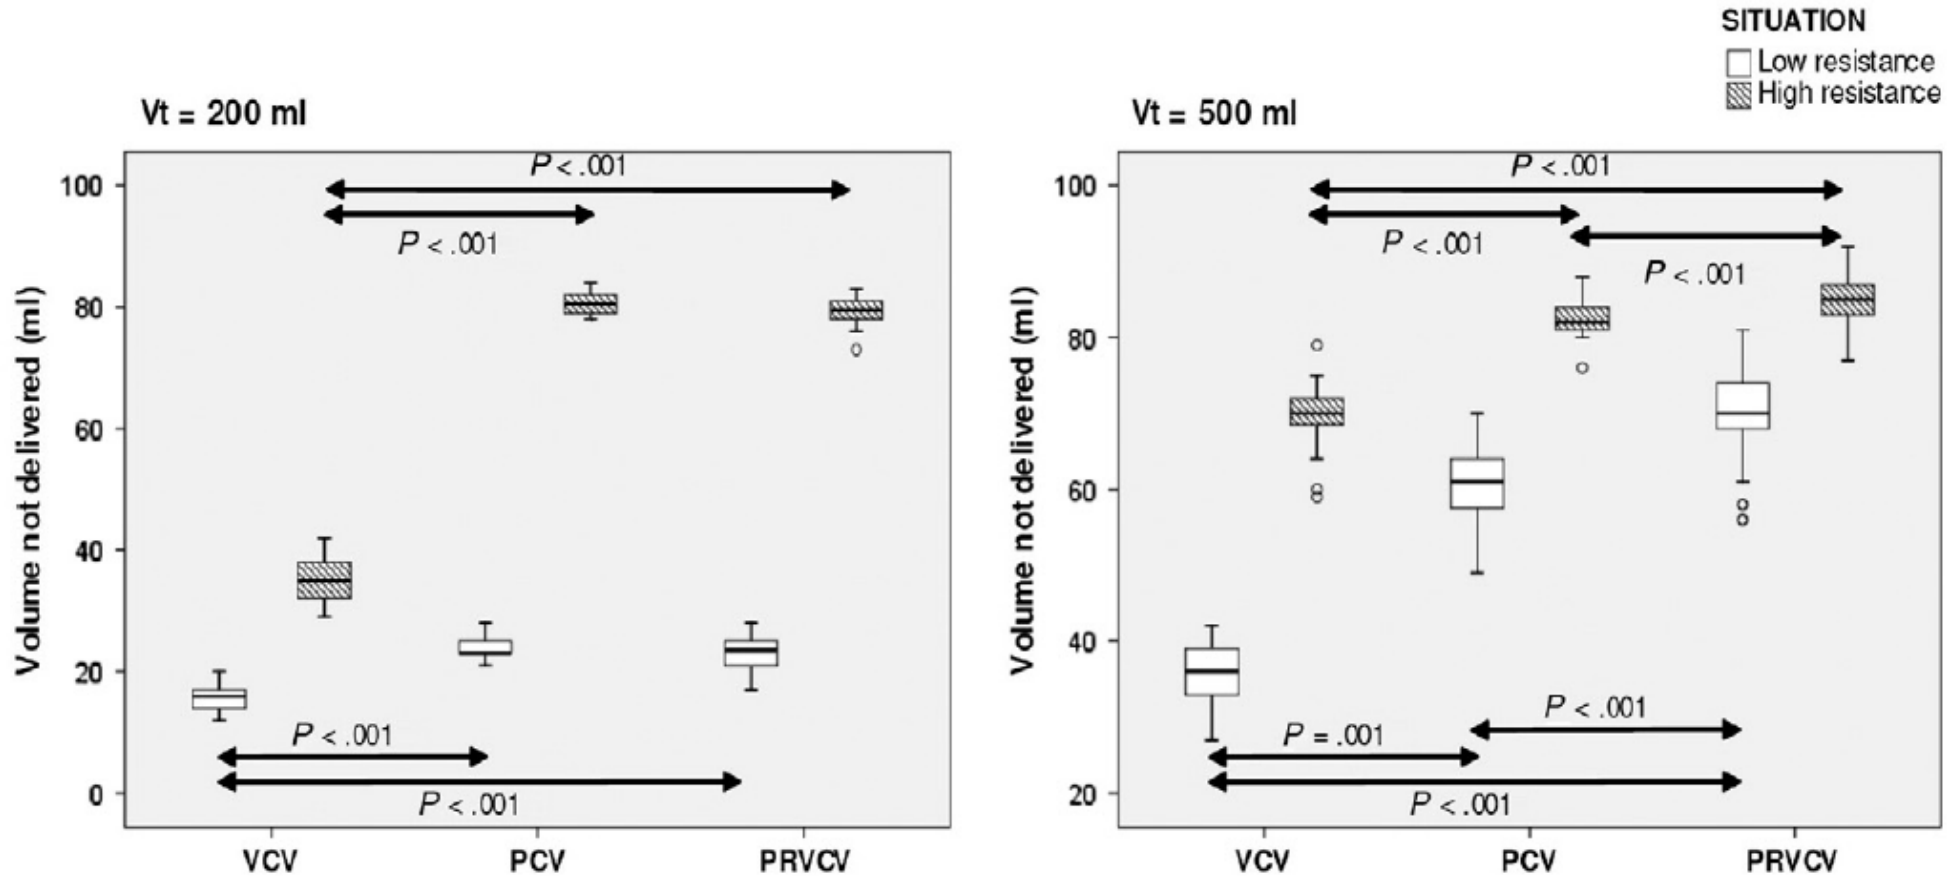 SITUATION
Low resistance
High resistance
Vt = 200 ml
Volume not delivered (ml)
100
80
60
40
20
0
P < .001
P < .001
P < .001
P < .001
VCV
PCV
PRVCV
Vt = 500 ml
Volume not delivered (ml)
100
80
60
40
20
P < .001
P < .001
P < .001
P < .001
P = .001
P < .001
VCV
PCV
PRVCV